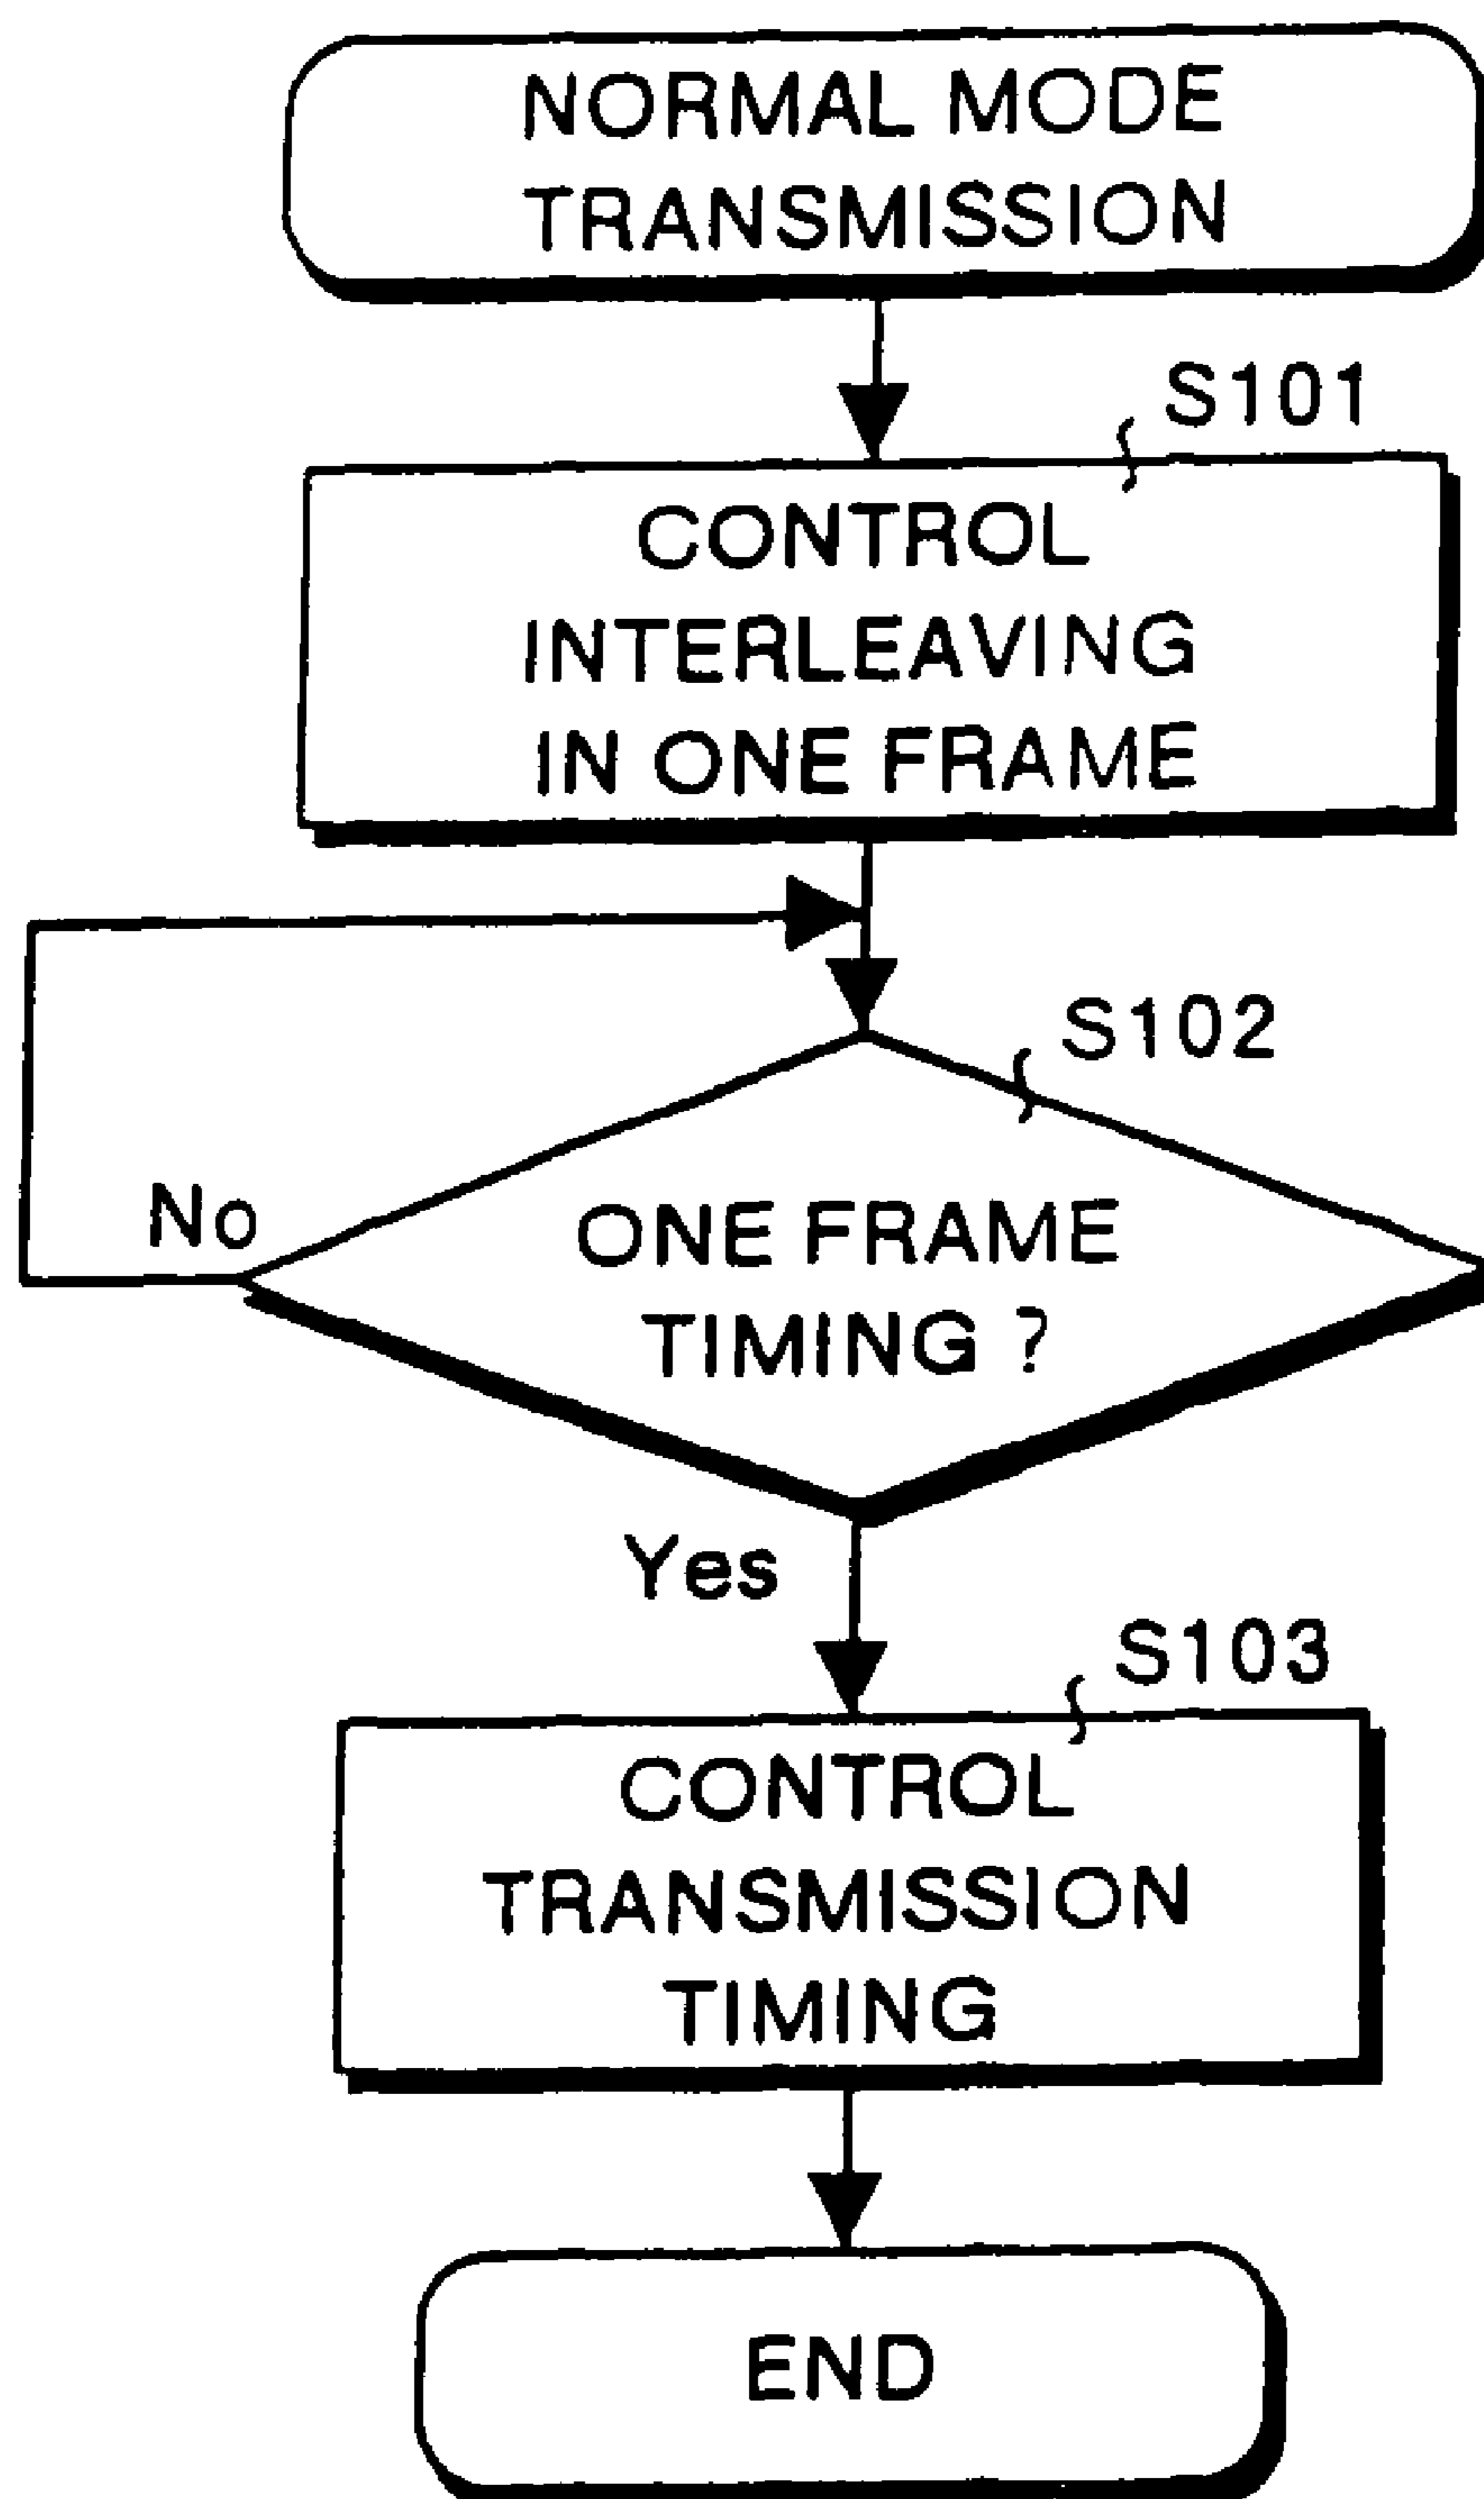 NORMAL MODE
TRANSMISSION
S101
CONTROL
INTERLEAVING
IN ONE FRAME
S102
No
ONE FRAME
TIMING ?
Yes
S103
CONTROL
TRANSMISSION
TIMING
END